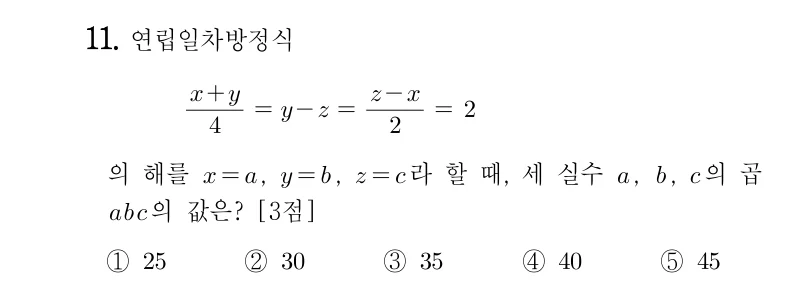 11. 연립일차방정식
\frac{x+y}{4} = y-z = \frac{z-x}{2} = 2
의 해를 x=a, y=b, z=c라 할 때, 세 실수 a, b, c의 곱
abc의 값은? [3점]
① 25 ② 30 ③ 35 ④ 40 ⑤ 45